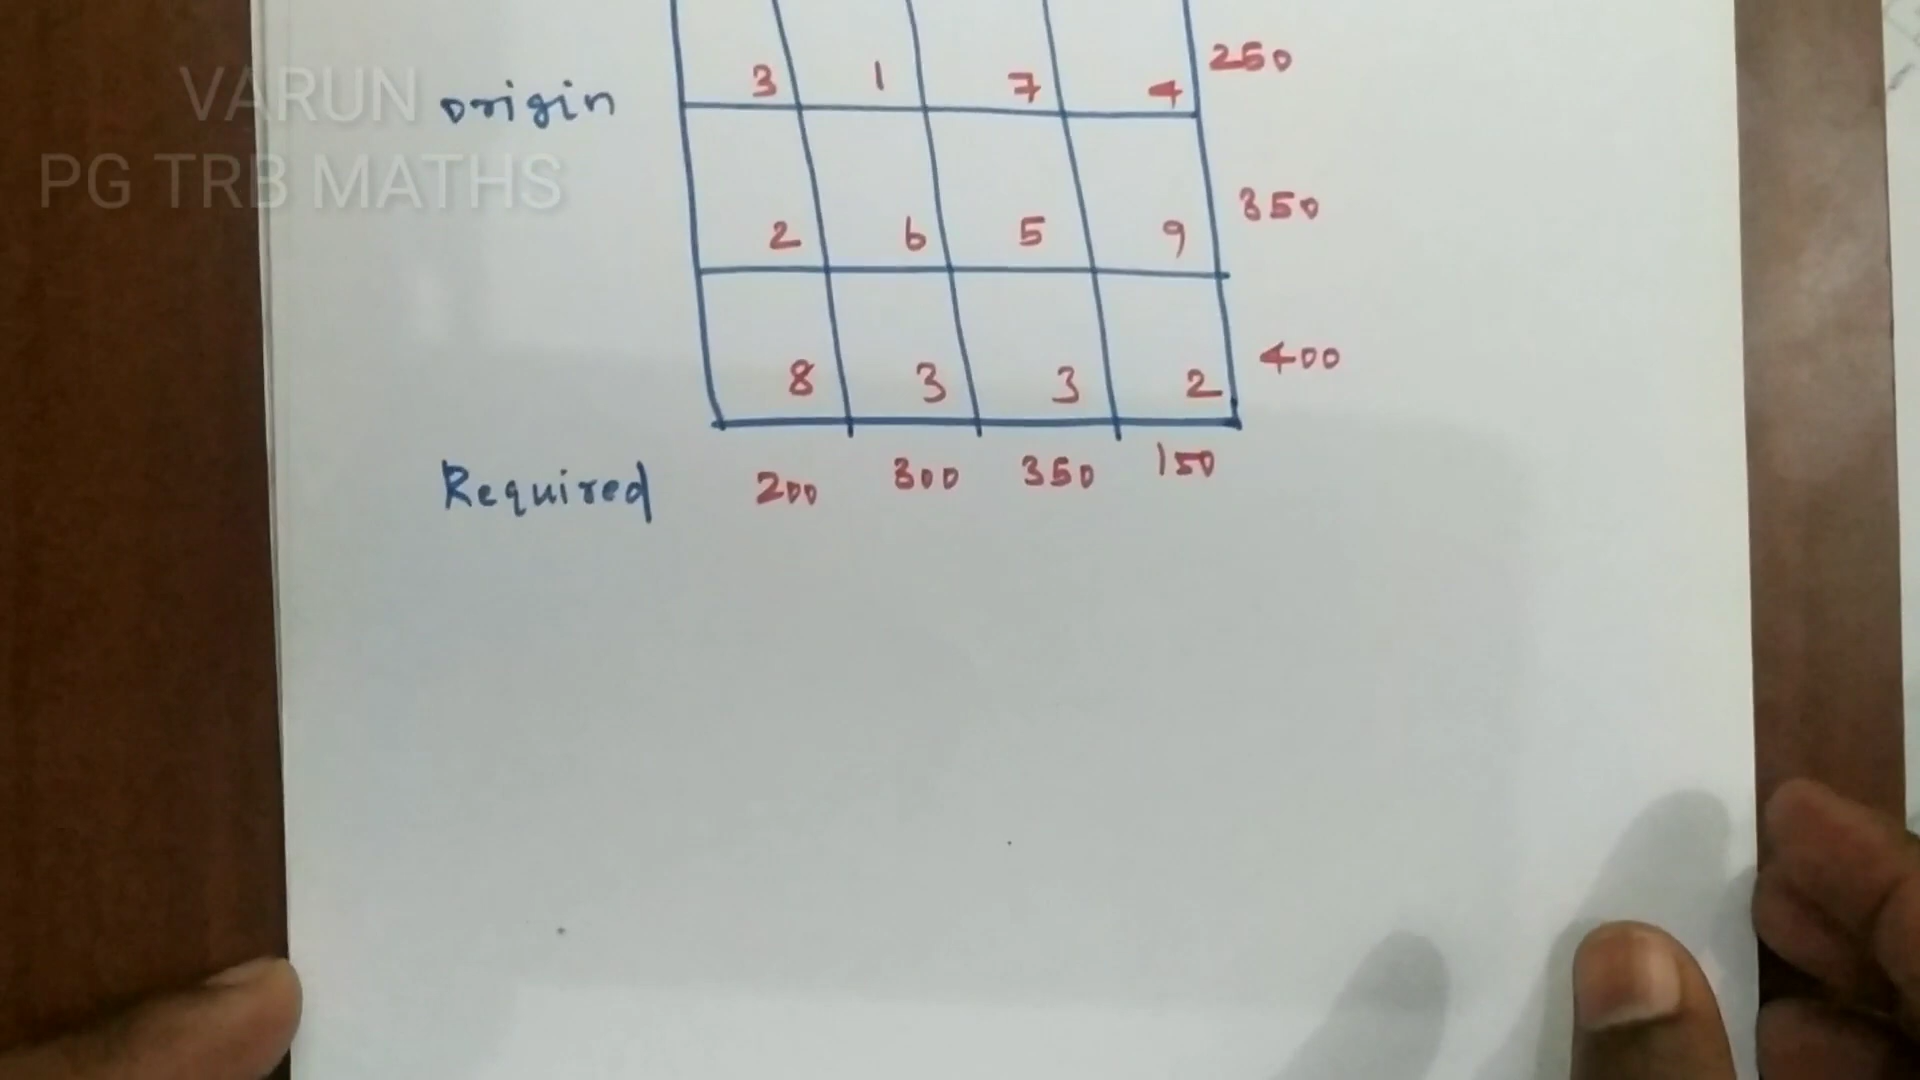 VARUN
PG TRB MATHS
3 1 7 4 250
origin
2 6 5 9 350
8 3 3 2 400
Required 200 300 350 150